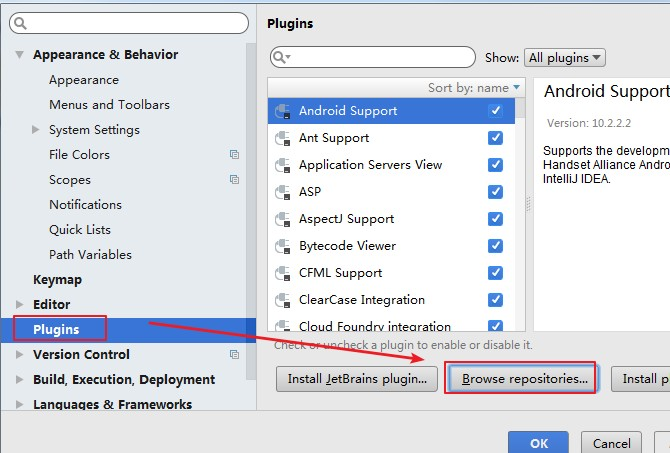 Appearance & Behavior
Appearance
Menus and Toolbars
System Settings
File Colors
Scopes
Notifications
Quick Lists
Path Variables
Keymap
Editor
Plugins
Version Control
Build, Execution, Deployment
Languages & Frameworks
Plugins
Show: All plugins
Sort by: name
Android Support
Ant Support
Application Servers View
ASP
AspectJ Support
Bytecode Viewer
CFML Support
ClearCase Integration
Cloud Foundry integration
Check or uncheck a plugin to enable or disable it.
Install JetBrains plugin...
Browse repositories...
Install p
Android Support
Version: 10.2.2.2
Supports the developm
Handset Alliance Andro
IntelliJ IDEA.
OK
Cancel